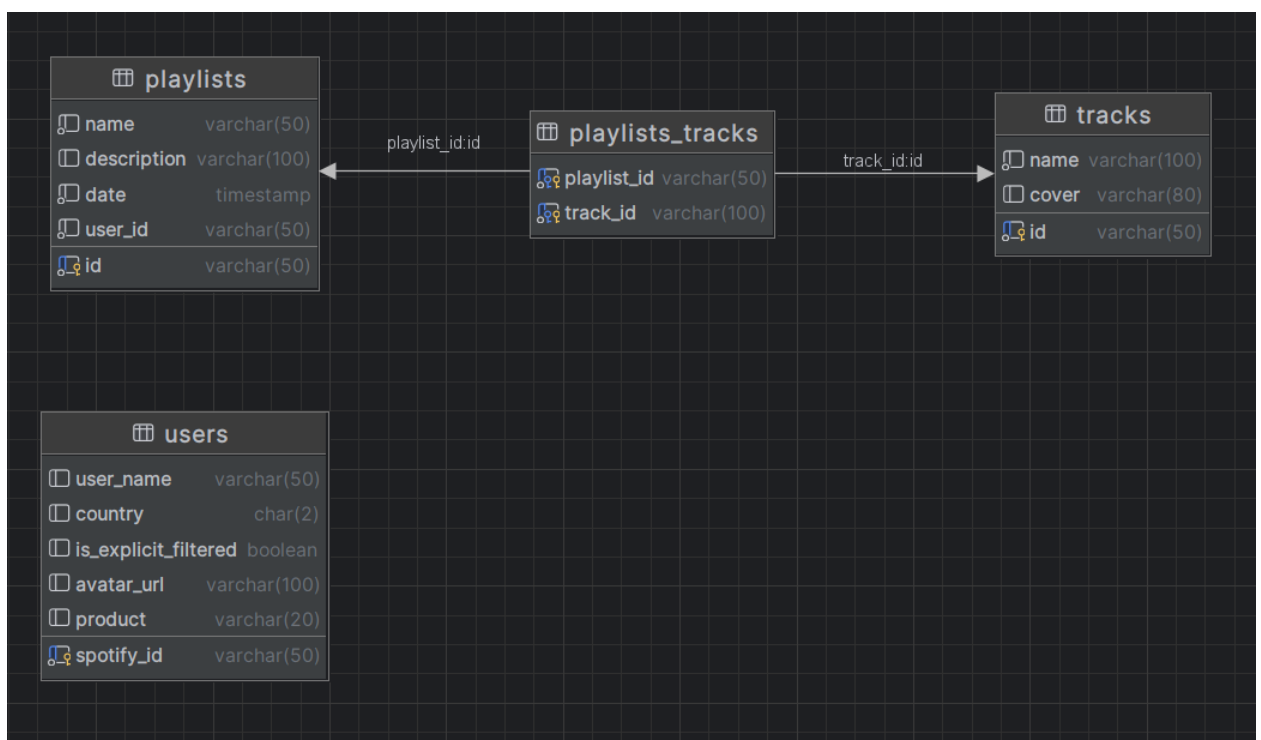 playlists
name varchar(50)
description varchar(100)
date timestamp
user_id varchar(50)
id varchar(50)
playlist_id:id
playlists_tracks
playlist_id varchar(50)
track_id varchar(100)
track_id:id
tracks
name varchar(100)
cover varchar(80)
id varchar(50)
users
user_name varchar(50)
country char(2)
is_explicit_filtered boolean
avatar_url varchar(100)
product varchar(20)
spotify_id varchar(50)